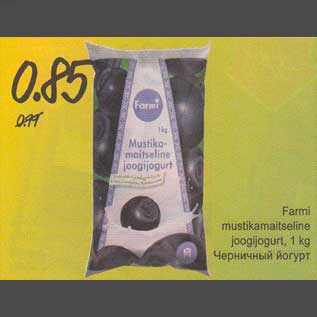 0.85
0.99
Farmi
1kg
Mustika-
maitseline
joogijogurt
Farmi
mustikamaitseline
joogijogurt, 1 kg
Черничный йогурт